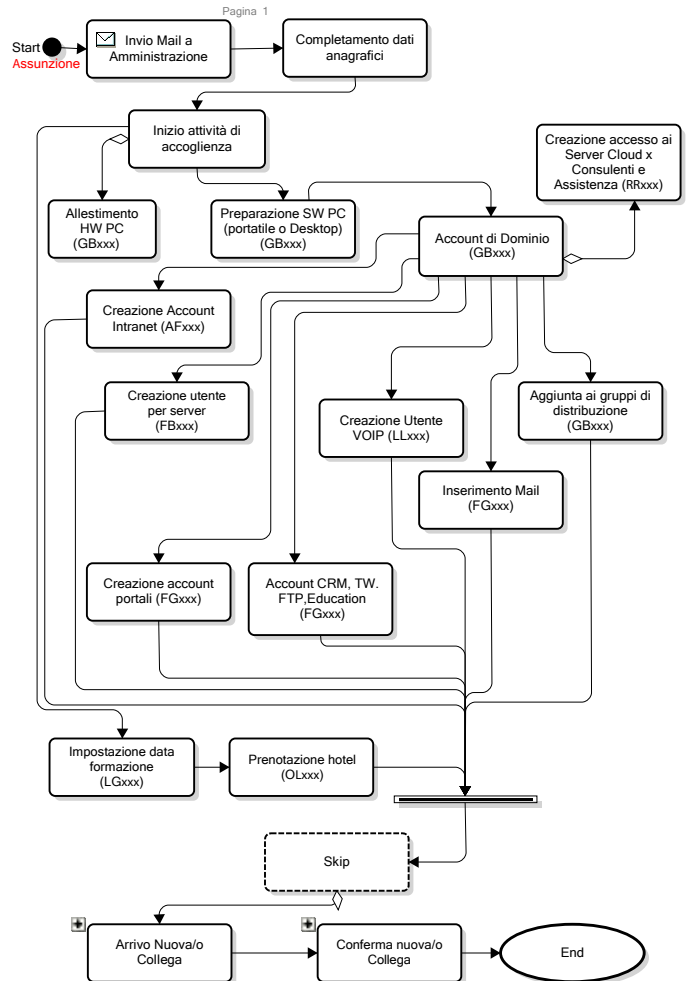 Pagina 1
Start
Assunzione
Invio Mail a
Amministrazione
Completamento dati
anagrafici
Inizio attività di
accoglienza
Creazione accesso ai
Server Cloud x
Consulenti e
Assistenza (RRxxx)
Allestimento
HW PC
(GBxxx)
Preparazione SW PC
(portatile o Desktop)
(GBxxx)
Account di Dominio
(GBxxx)
Creazione Account
Intranet (AFxxx)
Creazione utente
per server
(FBxxx)
Creazione Utente
VOIP (LLxxx)
Aggiunta ai gruppi di
distribuzione
(GBxxx)
Inserimento Mail
(FGxxx)
Creazione account
portali (FGxxx)
Account CRM, TW.
FTP,Education
(FGxxx)
Impostazione data
formazione
(LGxxx)
Prenotazione hotel
(OLxxx)
Skip
Arrivo Nuova/o
Collega
Conferma nuova/o
Collega
End